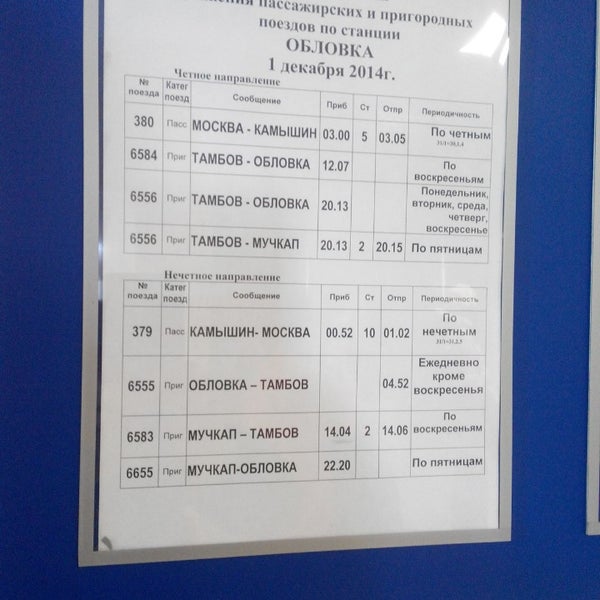 пассажирских и пригородных
поездов по станции
ОБЛОВКА
1 декабря 2014г.
Четное направление
№ поезда Катег поезд Сообщение Приб Ст Отпр Периодичность
380 Пасс МОСКВА - КАМЫШИН 03.00 5 03.05 По четным
6584 Приг ТАМБОВ - ОБЛОВКА 12.07 По воскресеньям
6556 Приг ТАМБОВ - ОБЛОВКА 20.13 Понедельник, вторник, среда, четверг, воскресенье
6556 Приг ТАМБОВ - МУЧКАП 20.13 2 20.15 По пятницам
Нечетное направление
№ поезда Катег поезд Сообщение Приб Ст Отпр Периодичность
379 Пасс КАМЫШИН- МОСКВА 00.52 10 01.02 По нечетным
6555 Приг ОБЛОВКА – ТАМБОВ 04.52 Ежедневно кроме воскресенья
6583 Приг МУЧКАП – ТАМБОВ 14.04 2 14.06 По воскресеньям
6655 Приг МУЧКАП-ОБЛОВКА 22.20 По пятницам